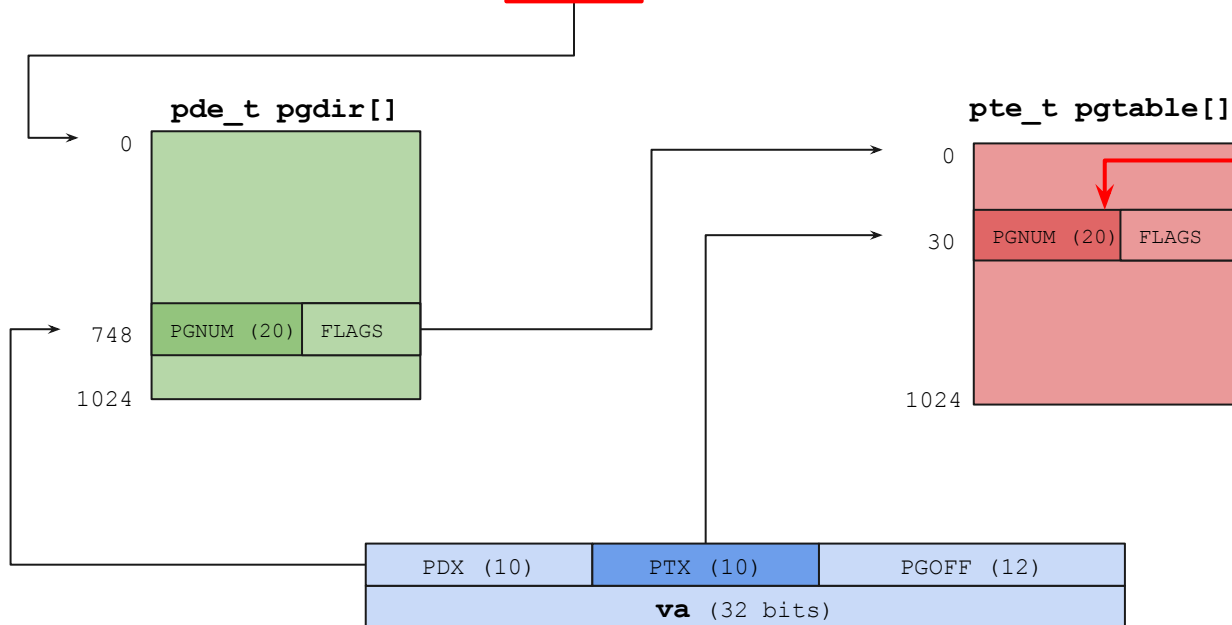 pde_t pgdir[]
0
748
PGNUM (20)
FLAGS
1024
pte_t pgtable[]
0
30
PGNUM (20)
FLAGS
1024
PDX (10)
PTX (10)
PGOFF (12)
va (32 bits)